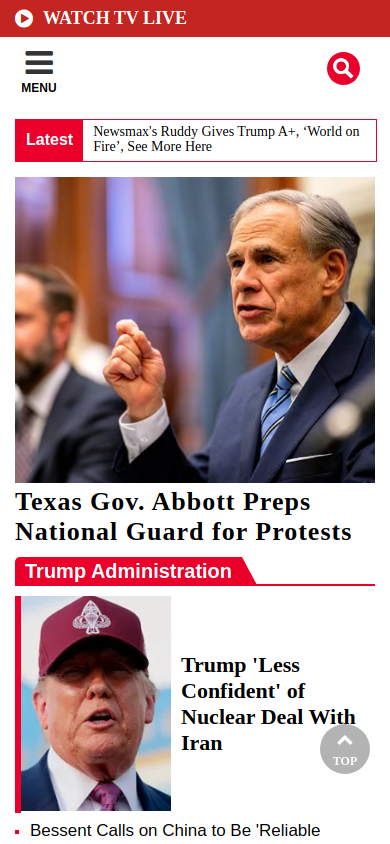 WATCH TV LIVE
MENU
Latest
Newsmax's Ruddy Gives Trump A+, ‘World on
Fire’, See More Here
Texas Gov. Abbott Preps
National Guard for Protests
Trump Administration
Trump 'Less
Confident' of
Nuclear Deal With
Iran
TOP
Bessent Calls on China to Be 'Reliable